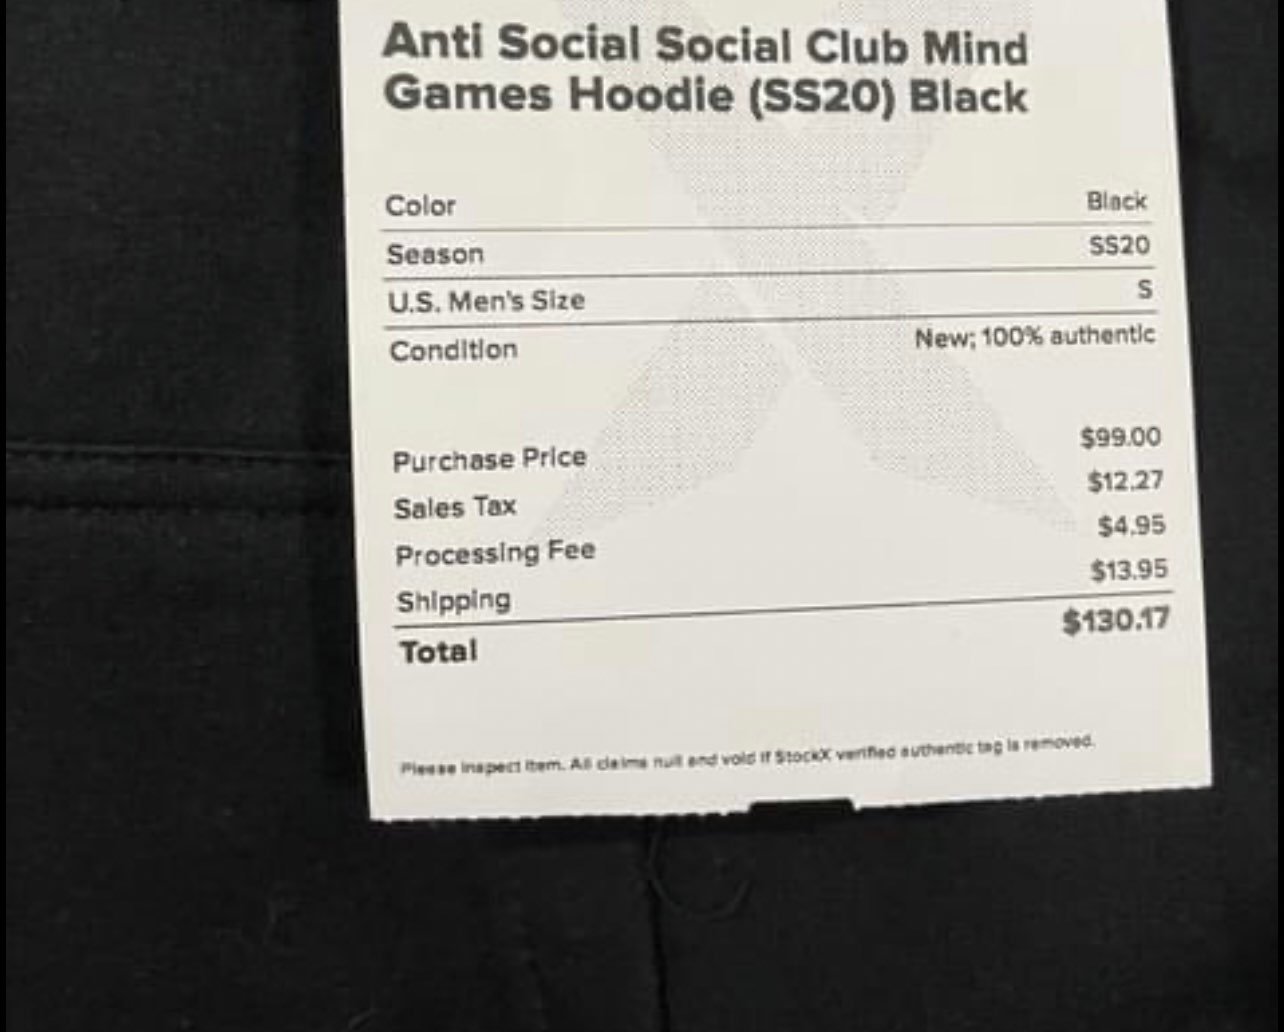 Anti Social Social Club Mind
Games Hoodie (SS20) Black
Color Black
Season SS20
U.S. Men's Size S
Condition New; 100% authentic
Purchase Price $99.00
Sales Tax $12.27
Processing Fee $4.95
Shipping $13.95
Total $130.17
Please inspect item. All claims null and void if StockX verified authentic tag is removed.